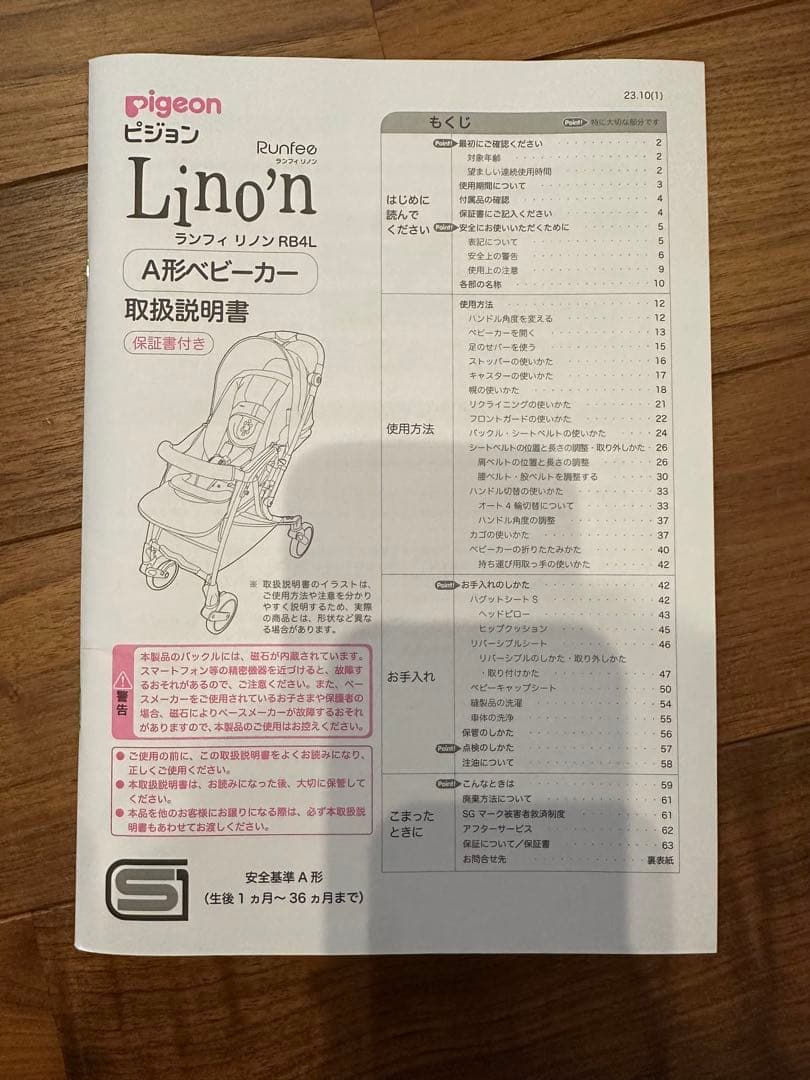 pigeon
ピジョン
Runfee
ランフィ リノン
Lino'n
ランフィ リノン RB4L
A形ベビーカー
取扱説明書
保証書付き
※ 取扱説明書のイラストは、
ご使用方法や注意を分かり
やすく説明するため、実際
の商品とは、形状など異な
る場合があります。
警告
本製品のバックルには、磁石が内蔵されています。
スマートフォン等の精密機器を近づけると、故障す
るおそれがあるので、ご注意ください。また、ペー
スメーカーをご使用されているお子さまや保護者の
場合、磁石によりペースメーカーが故障するおそれ
がありますので、本製品のご使用はお控えください。
● ご使用の前に、この取扱説明書をよくお読みになり、
正しくご使用ください。
● 本取扱説明書は、お読みになった後、大切に保管して
ください。
● 本品を他のお客様にお譲りになる際は、必ず本取扱説
明書もあわせてお渡しください。
安全基準 A 形
（生後 1 ヵ月～ 36 ヵ月まで）
23.10(1)
もくじ Point! 特に大切な部分です
はじめに
読んで
ください
Point! 最初にご確認ください 2
対象年齢 2
望ましい連続使用時間 2
使用期間について 3
付属品の確認 4
保証書にご記入ください 4
Point! 安全にお使いいただくために 5
表記について 5
安全上の警告 6
使用上の注意 9
各部の名称 10
使用方法
使用方法 12
ハンドル角度を変える 12
ベビーカーを開く 13
足のせバーを使う 15
ストッパーの使いかた 16
キャスターの使いかた 17
幌の使いかた 18
リクライニングの使いかた 21
フロントガードの使いかた 22
バックル・シートベルトの使いかた 24
シートベルトの位置と長さの調整・取り外しかた 26
肩ベルトの位置と長さの調整 26
腰ベルト・股ベルトを調整する 30
ハンドル切替の使いかた 33
オート 4 輪切替について 33
ハンドル角度の調整 37
カゴの使いかた 37
ベビーカーの折りたたみかた 40
持ち運び用取っ手の使いかた 42
お手入れ
Point! お手入れのしかた 42
ハグットシート S 42
ヘッドピロー 43
ヒップクッション 45
リバーシブルシート 46
リバーシブルのしかた・取り外しかた
・取り付けかた 47
ベビーキャップシート 50
縫製品の洗濯 54
車体の洗浄 55
保管のしかた 56
Point! 点検のしかた 57
注油について 58
こまった
ときに
Point! こんなときは 59
廃棄方法について 61
SG マーク被害者救済制度 61
アフターサービス 62
保証について／保証書 63
お問合せ先 裏表紙